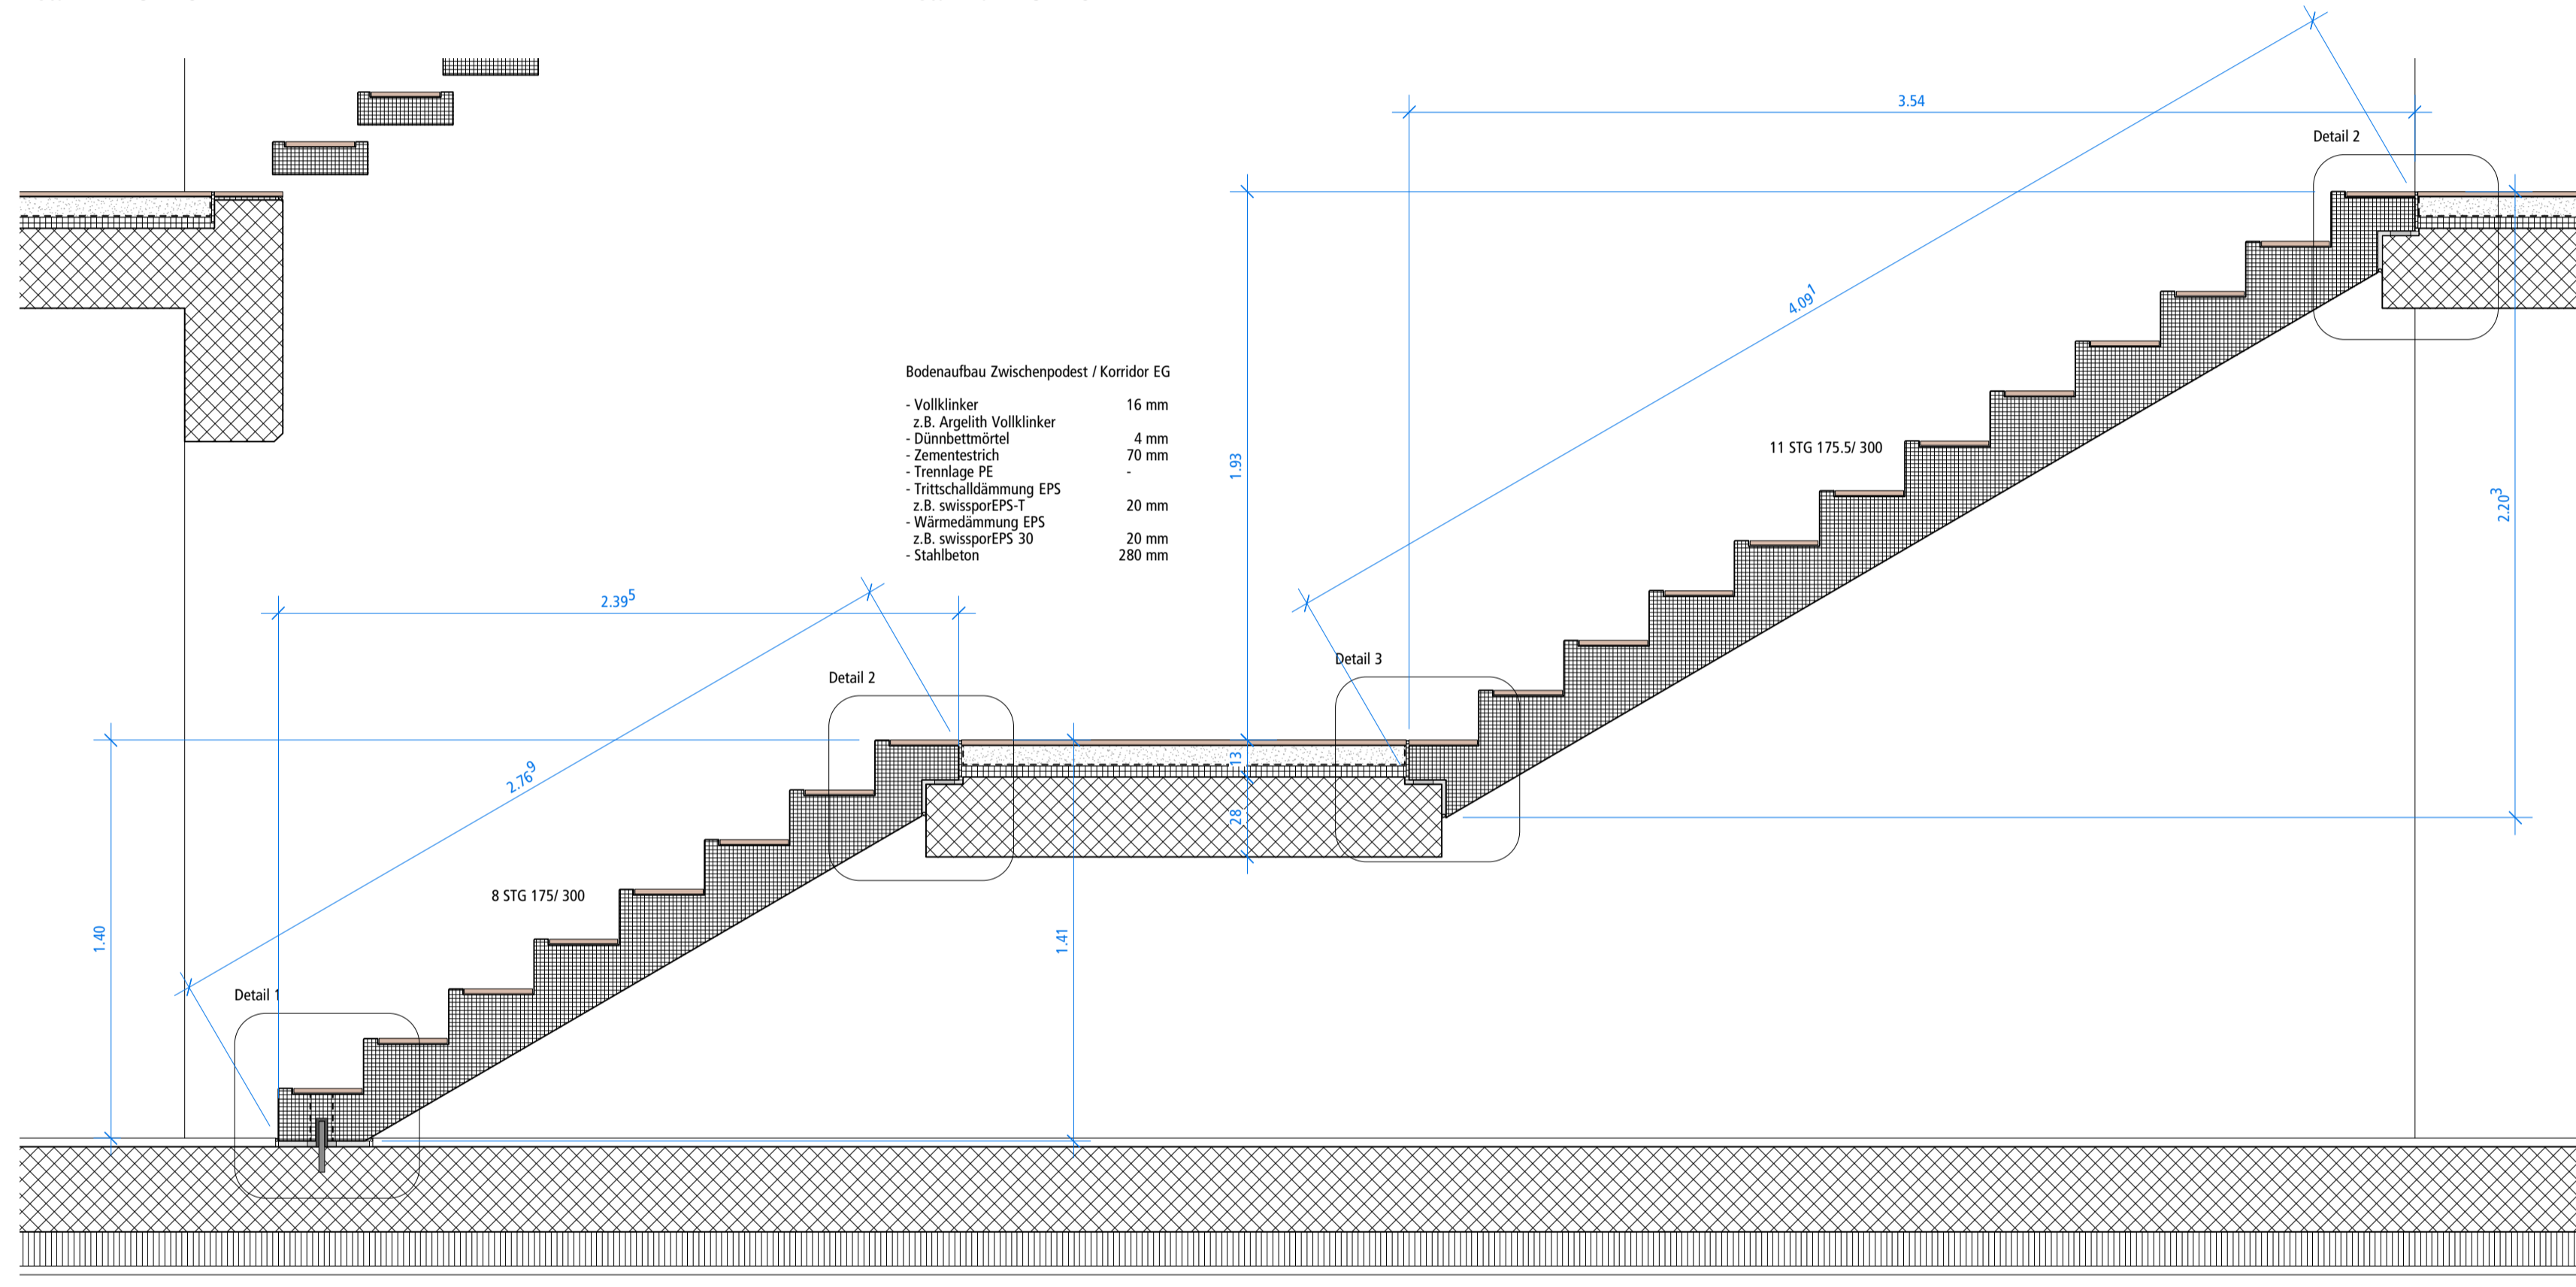 3.54
Detail 2
4.09¹
1.93
Bodenaufbau Zwischenpodest / Korridor EG
- Vollklinker 16 mm
z.B. Argelith Vollklinker
- Dünnbettmörtel 4 mm
- Zementestrich 70 mm
- Trennlage PE -
- Trittschalldämmung EPS
z.B. swissporEPS-T 20 mm
- Wärmedämmung EPS
z.B. swissporEPS 30 20 mm
- Stahlbeton 280 mm
11 STG 175.5/ 300
2.20³
2.39⁵
Detail 3
Detail 2
2.76⁹
13
28
8 STG 175/ 300
1.40
1.41
Detail 1